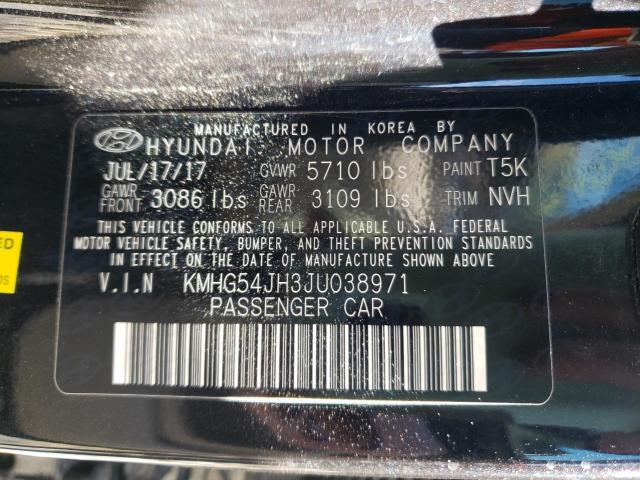 MANUFACTURED IN KOREA BY
HYUNDAI MOTOR COMPANY
JUL/17/17 GVWR 5710 lbs PAINT T5K
GAWR FRONT 3086 lbs GAWR REAR 3109 lbs TRIM NVH
THIS VEHICLE CONFORMS TO ALL APPLICABLE U.S.A. FEDERAL
MOTOR VEHICLE SAFETY, BUMPER, AND THEFT PREVENTION STANDARDS
IN EFFECT ON THE DATE OF MANUFACTURE SHOWN ABOVE.
V.I.N KMHG54JH3JU038971
PASSENGER CAR